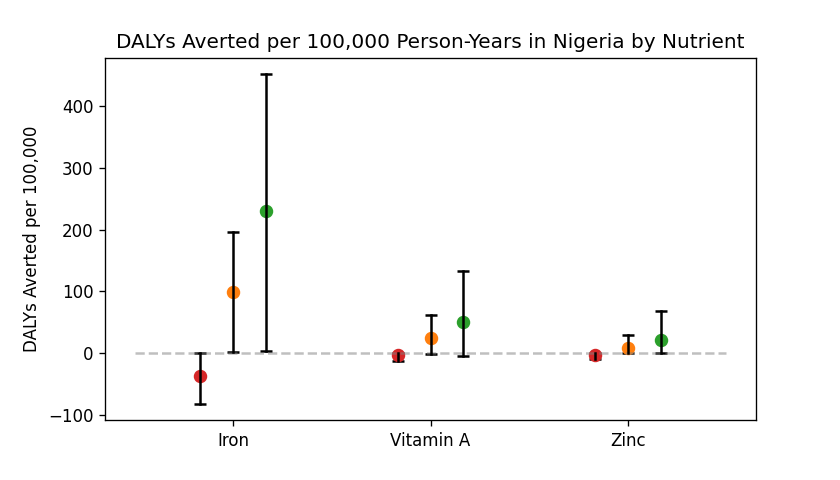 DALYs Averted per 100,000 Person-Years in Nigeria by Nutrient
DALYs Averted per 100,000
400
300
200
100
0
−100
Iron
Vitamin A
Zinc